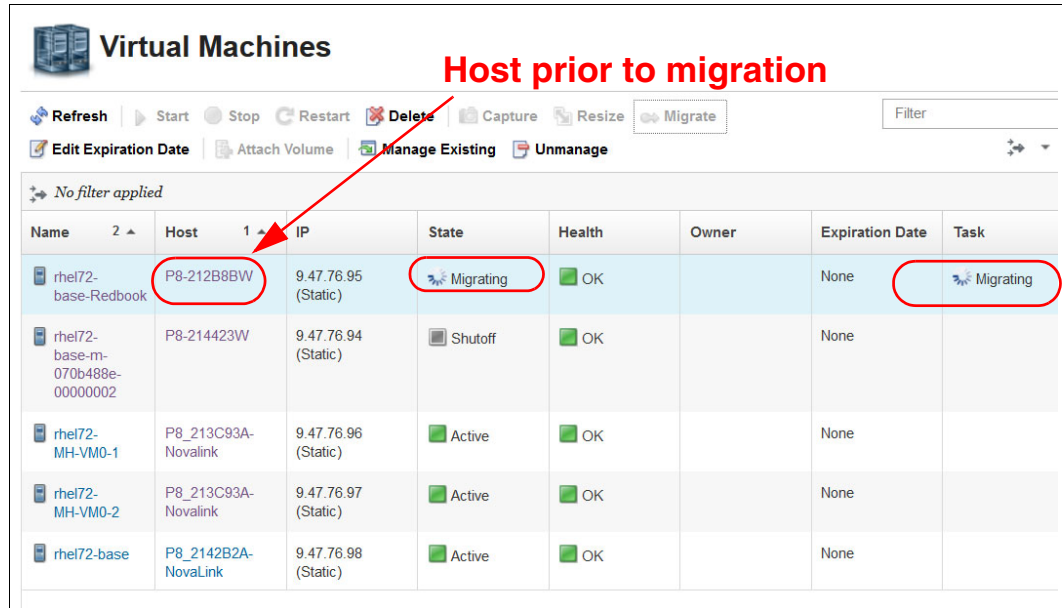 Virtual Machines
Host prior to migration
Refresh Start Stop Restart Delete Capture Resize Migrate Filter
Edit Expiration Date Attach Volume Manage Existing Unmanage
No filter applied
Name 2 Host 1 IP State Health Owner Expiration Date Task
rhel72- P8-212B8BW 9.47.76.95 Migrating OK None Migrating
base-Redbook (Static)
rhel72- P8-214423W 9.47.76.94 Shutoff OK None
base-m- (Static)
070b488e-
00000002
rhel72- P8_213C93A- 9.47.76.96 Active OK None
MH-VM0-1 Novalink (Static)
rhel72- P8_213C93A- 9.47.76.97 Active OK None
MH-VM0-2 Novalink (Static)
rhel72-base P8_2142B2A- 9.47.76.98 Active OK None
NovaLink (Static)